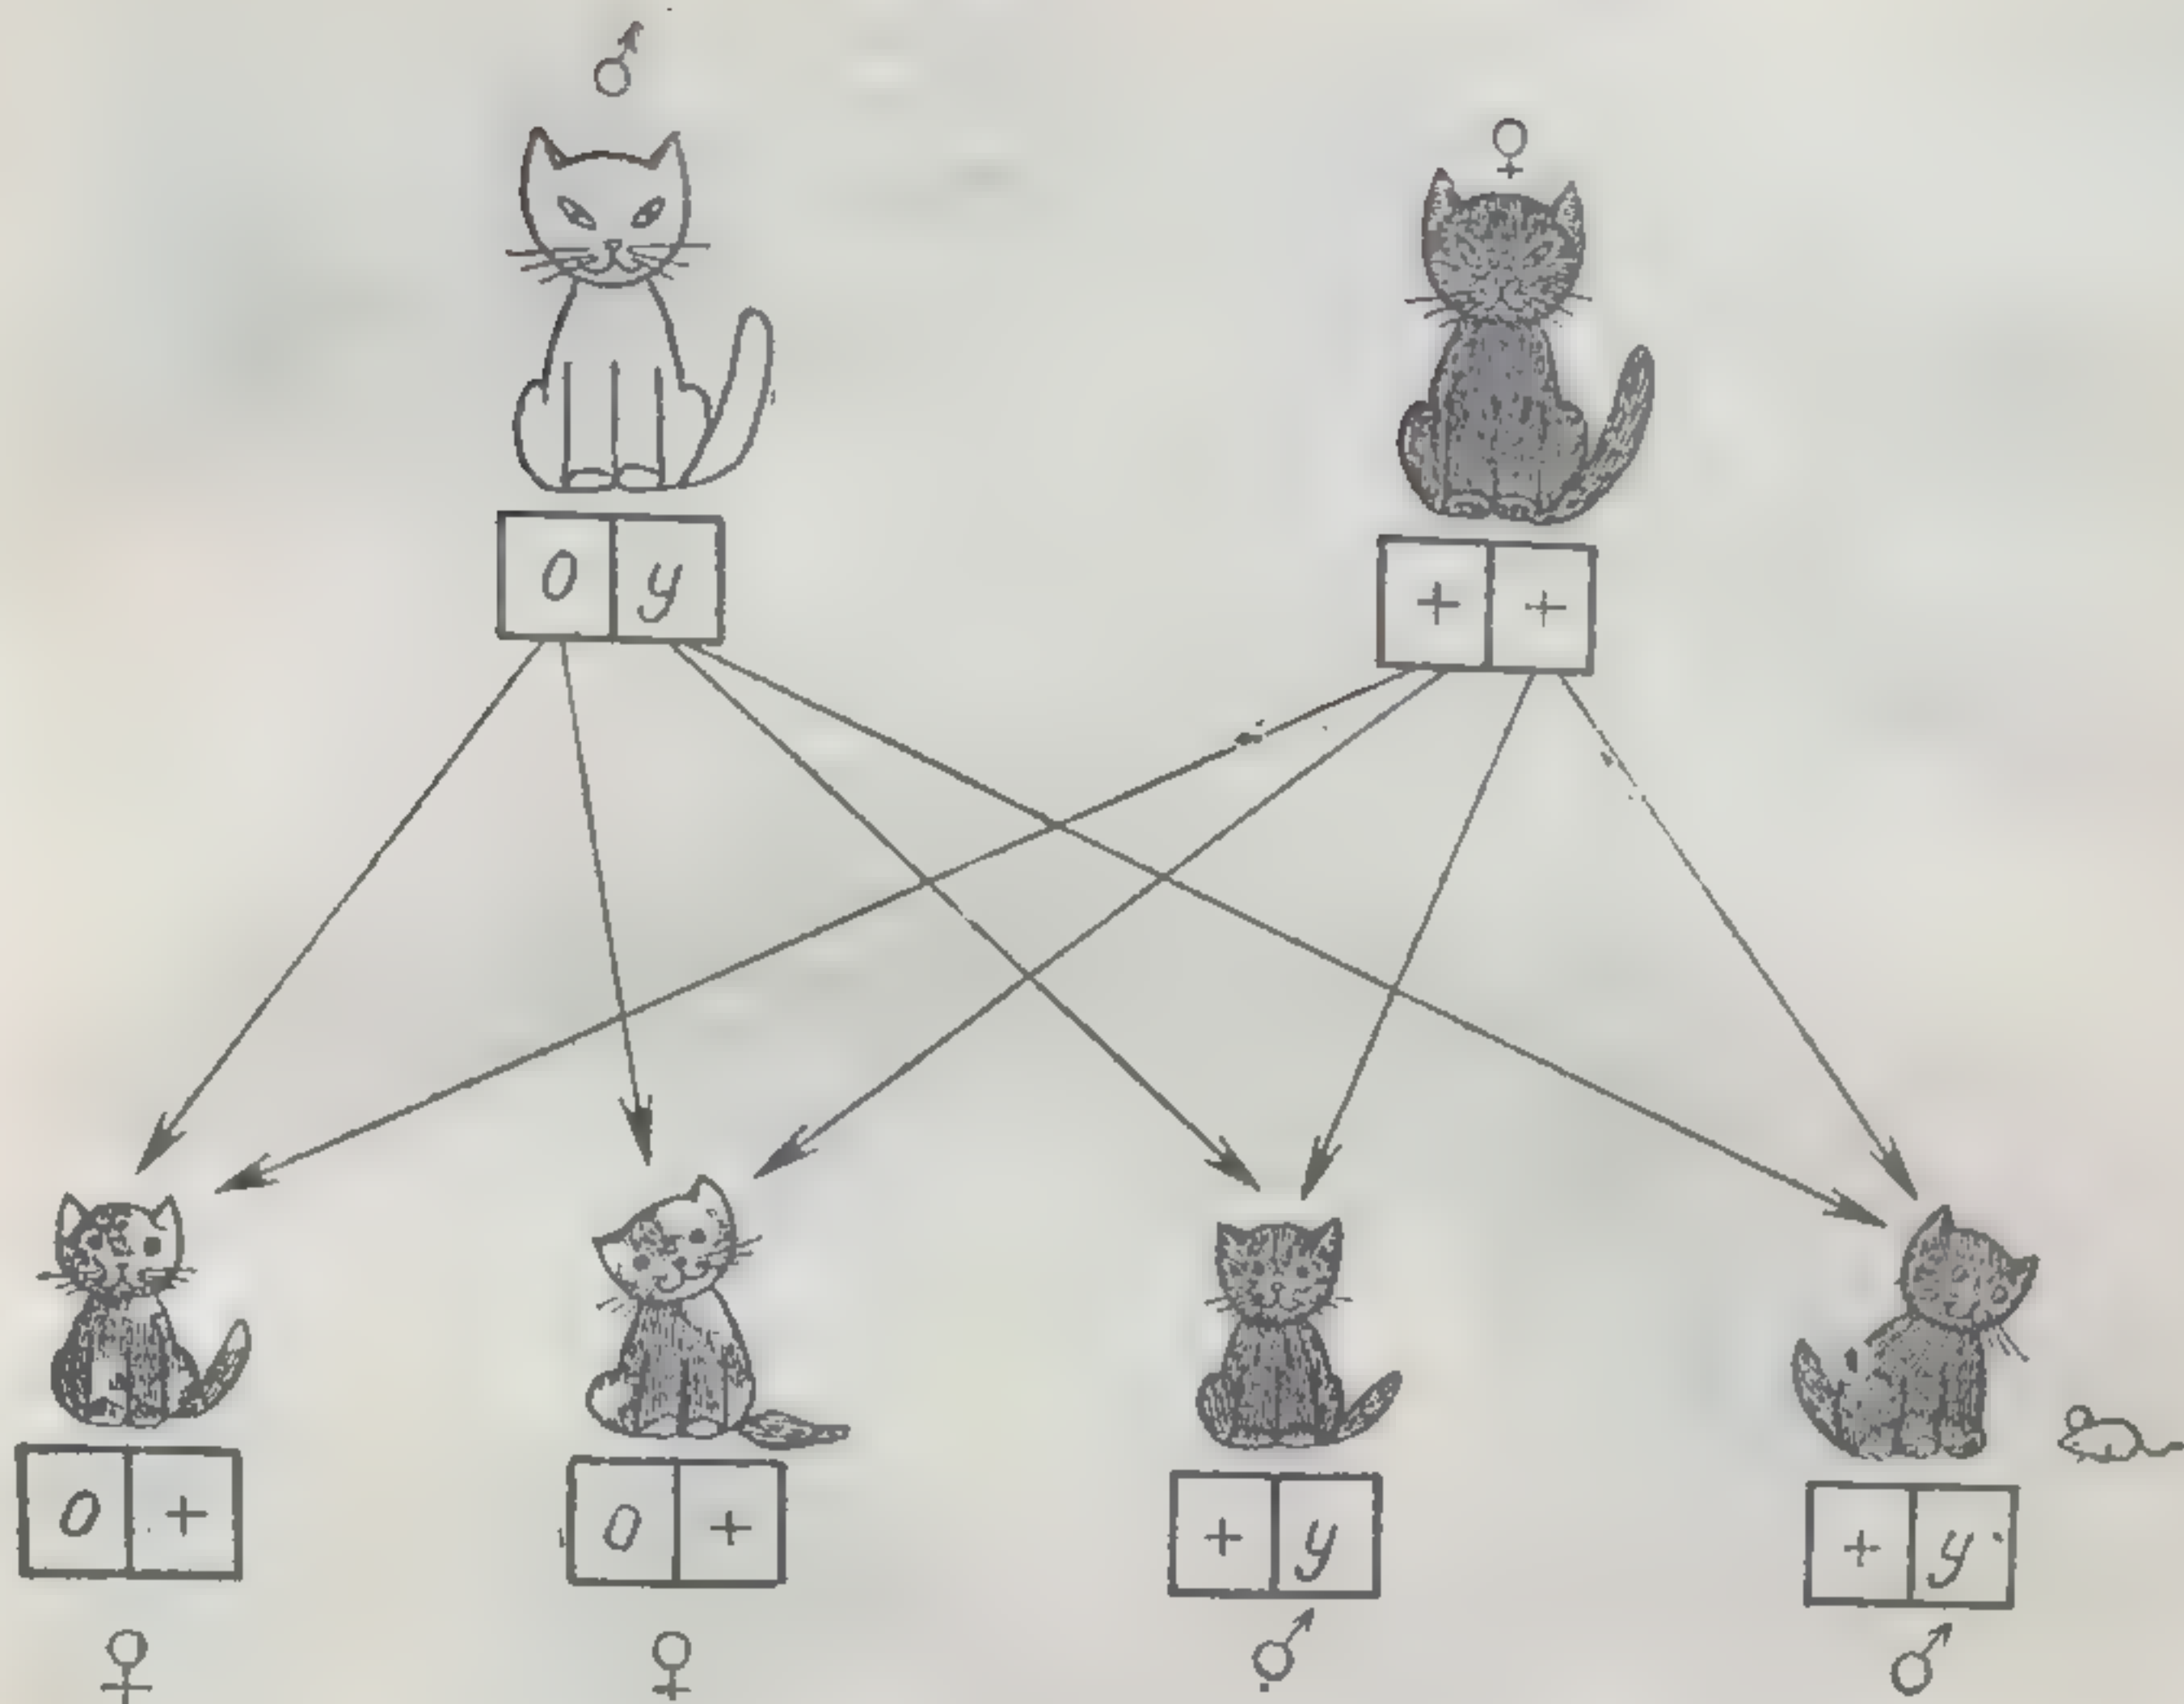 ♂
♀
O y
+ +
O +
O +
+ y
+ y
♀
♀
♂
♂